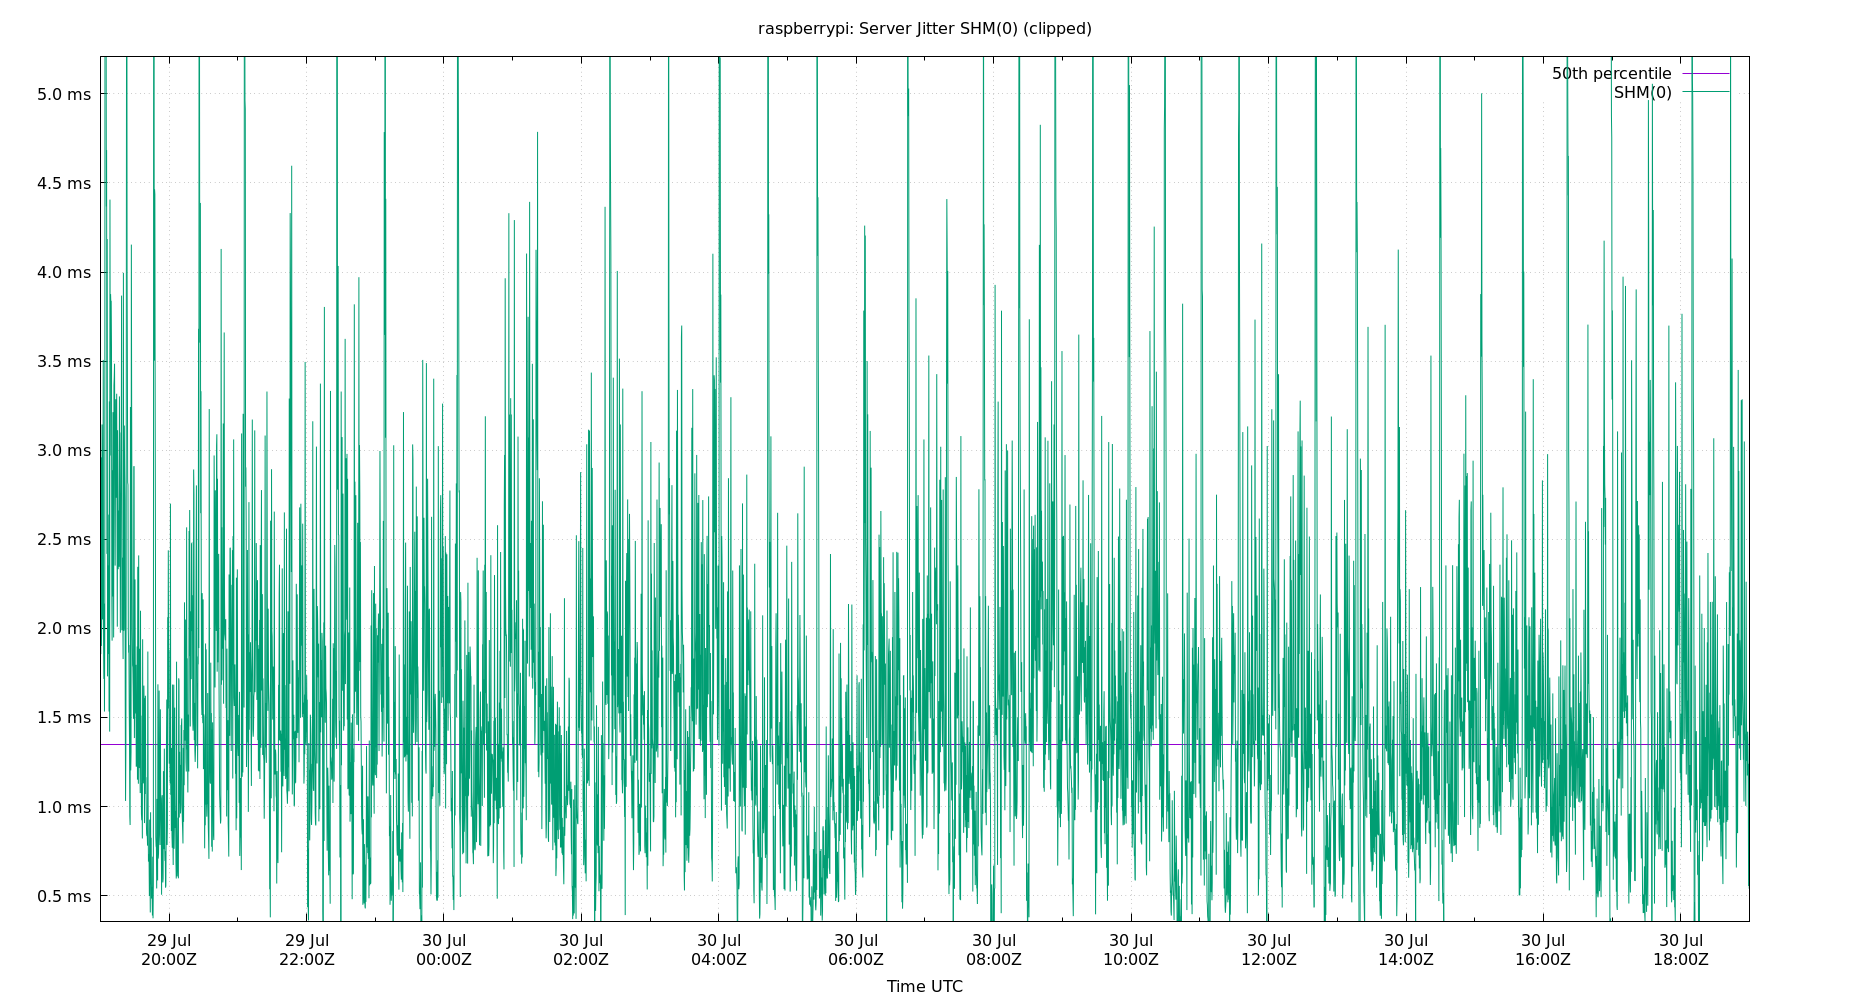 raspberrypi: Server Jitter SHM(0) (clipped)
50th percentile
SHM(0)
5.0 ms
4.5 ms
4.0 ms
3.5 ms
3.0 ms
2.5 ms
2.0 ms
1.5 ms
1.0 ms
0.5 ms
29 Jul 29 Jul 30 Jul 30 Jul 30 Jul 30 Jul 30 Jul 30 Jul 30 Jul 30 Jul 30 Jul 30 Jul
20:00Z 22:00Z 00:00Z 02:00Z 04:00Z 06:00Z 08:00Z 10:00Z 12:00Z 14:00Z 16:00Z 18:00Z
Time UTC